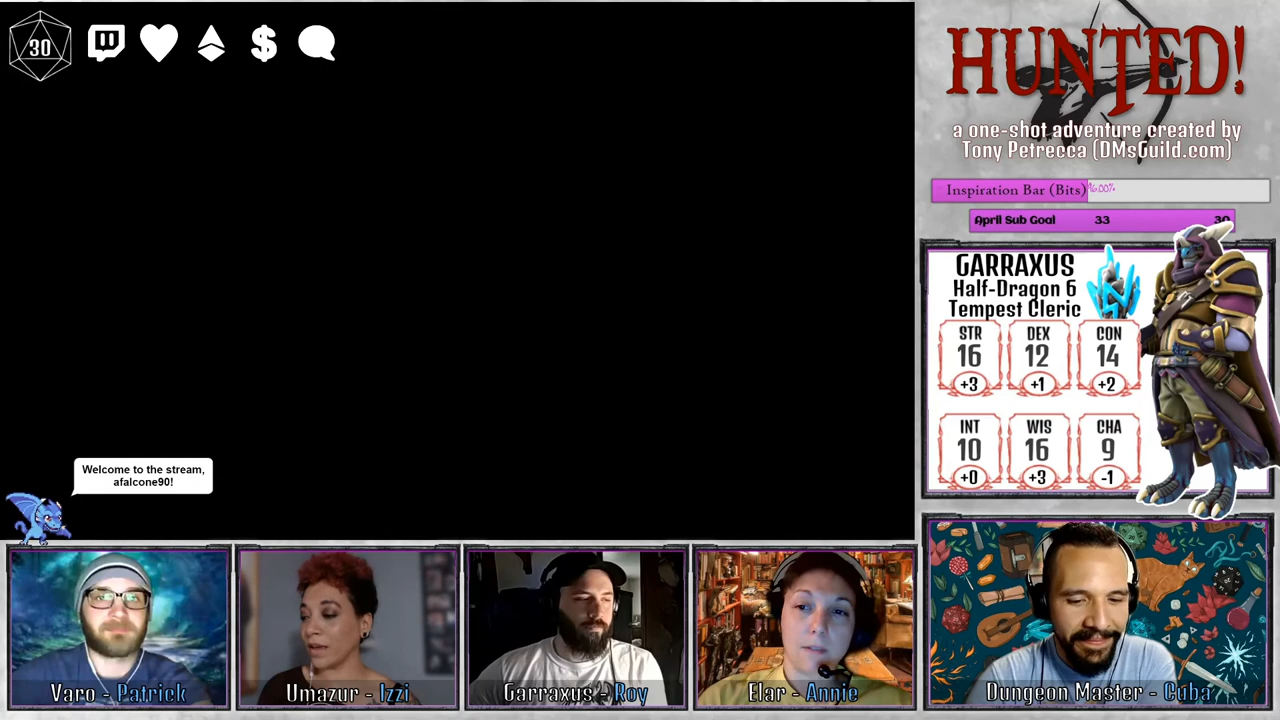 30
HUNTED!
a one-shot adventure created by
Tony Petrecca (DMsGuild.com)
Inspiration Bar (Bits)
April Sub Goal 33 30
GARRAXUS
Half-Dragon 6
Tempest Cleric
STR DEX CON
16 12 14
+3 +1 +2
INT WIS CHA
10 16 9
+0 +3 -1
Welcome to the stream,
afalcone90!
Varo - Patrick
Umazur - Izzi
Garraxus - Roy
Elar - Annie
Dungeon Master - Cuba